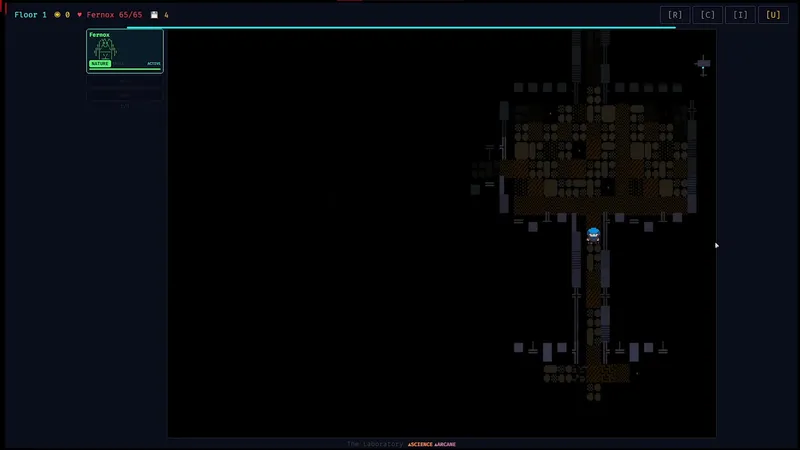 Floor 1 0 ♥ Fernox 65/65 4 [R] [C] [I] [U]
Fernox
NATURE ACTIVE
The Laboratory ▲SCIENCE ▲ARCANE